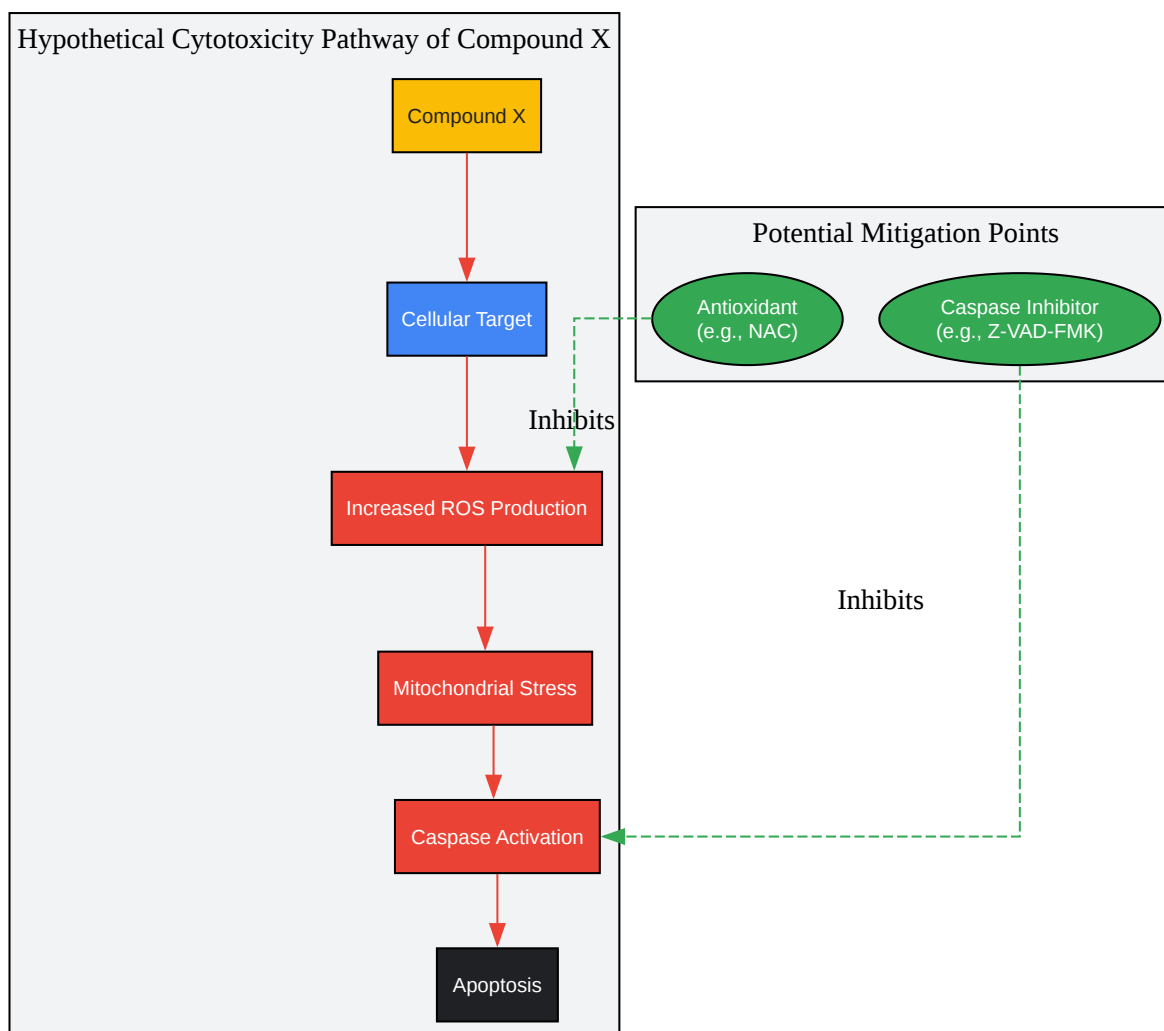 Hypothetical Cytotoxicity Pathway of Compound X
Compound X
Potential Mitigation Points
Antioxidant
(e.g., NAC)
Caspase Inhibitor
(e.g., Z-VAD-FMK)
Cellular Target
Inhibits
Increased ROS Production
Inhibits
Mitochondrial Stress
Caspase Activation
Apoptosis